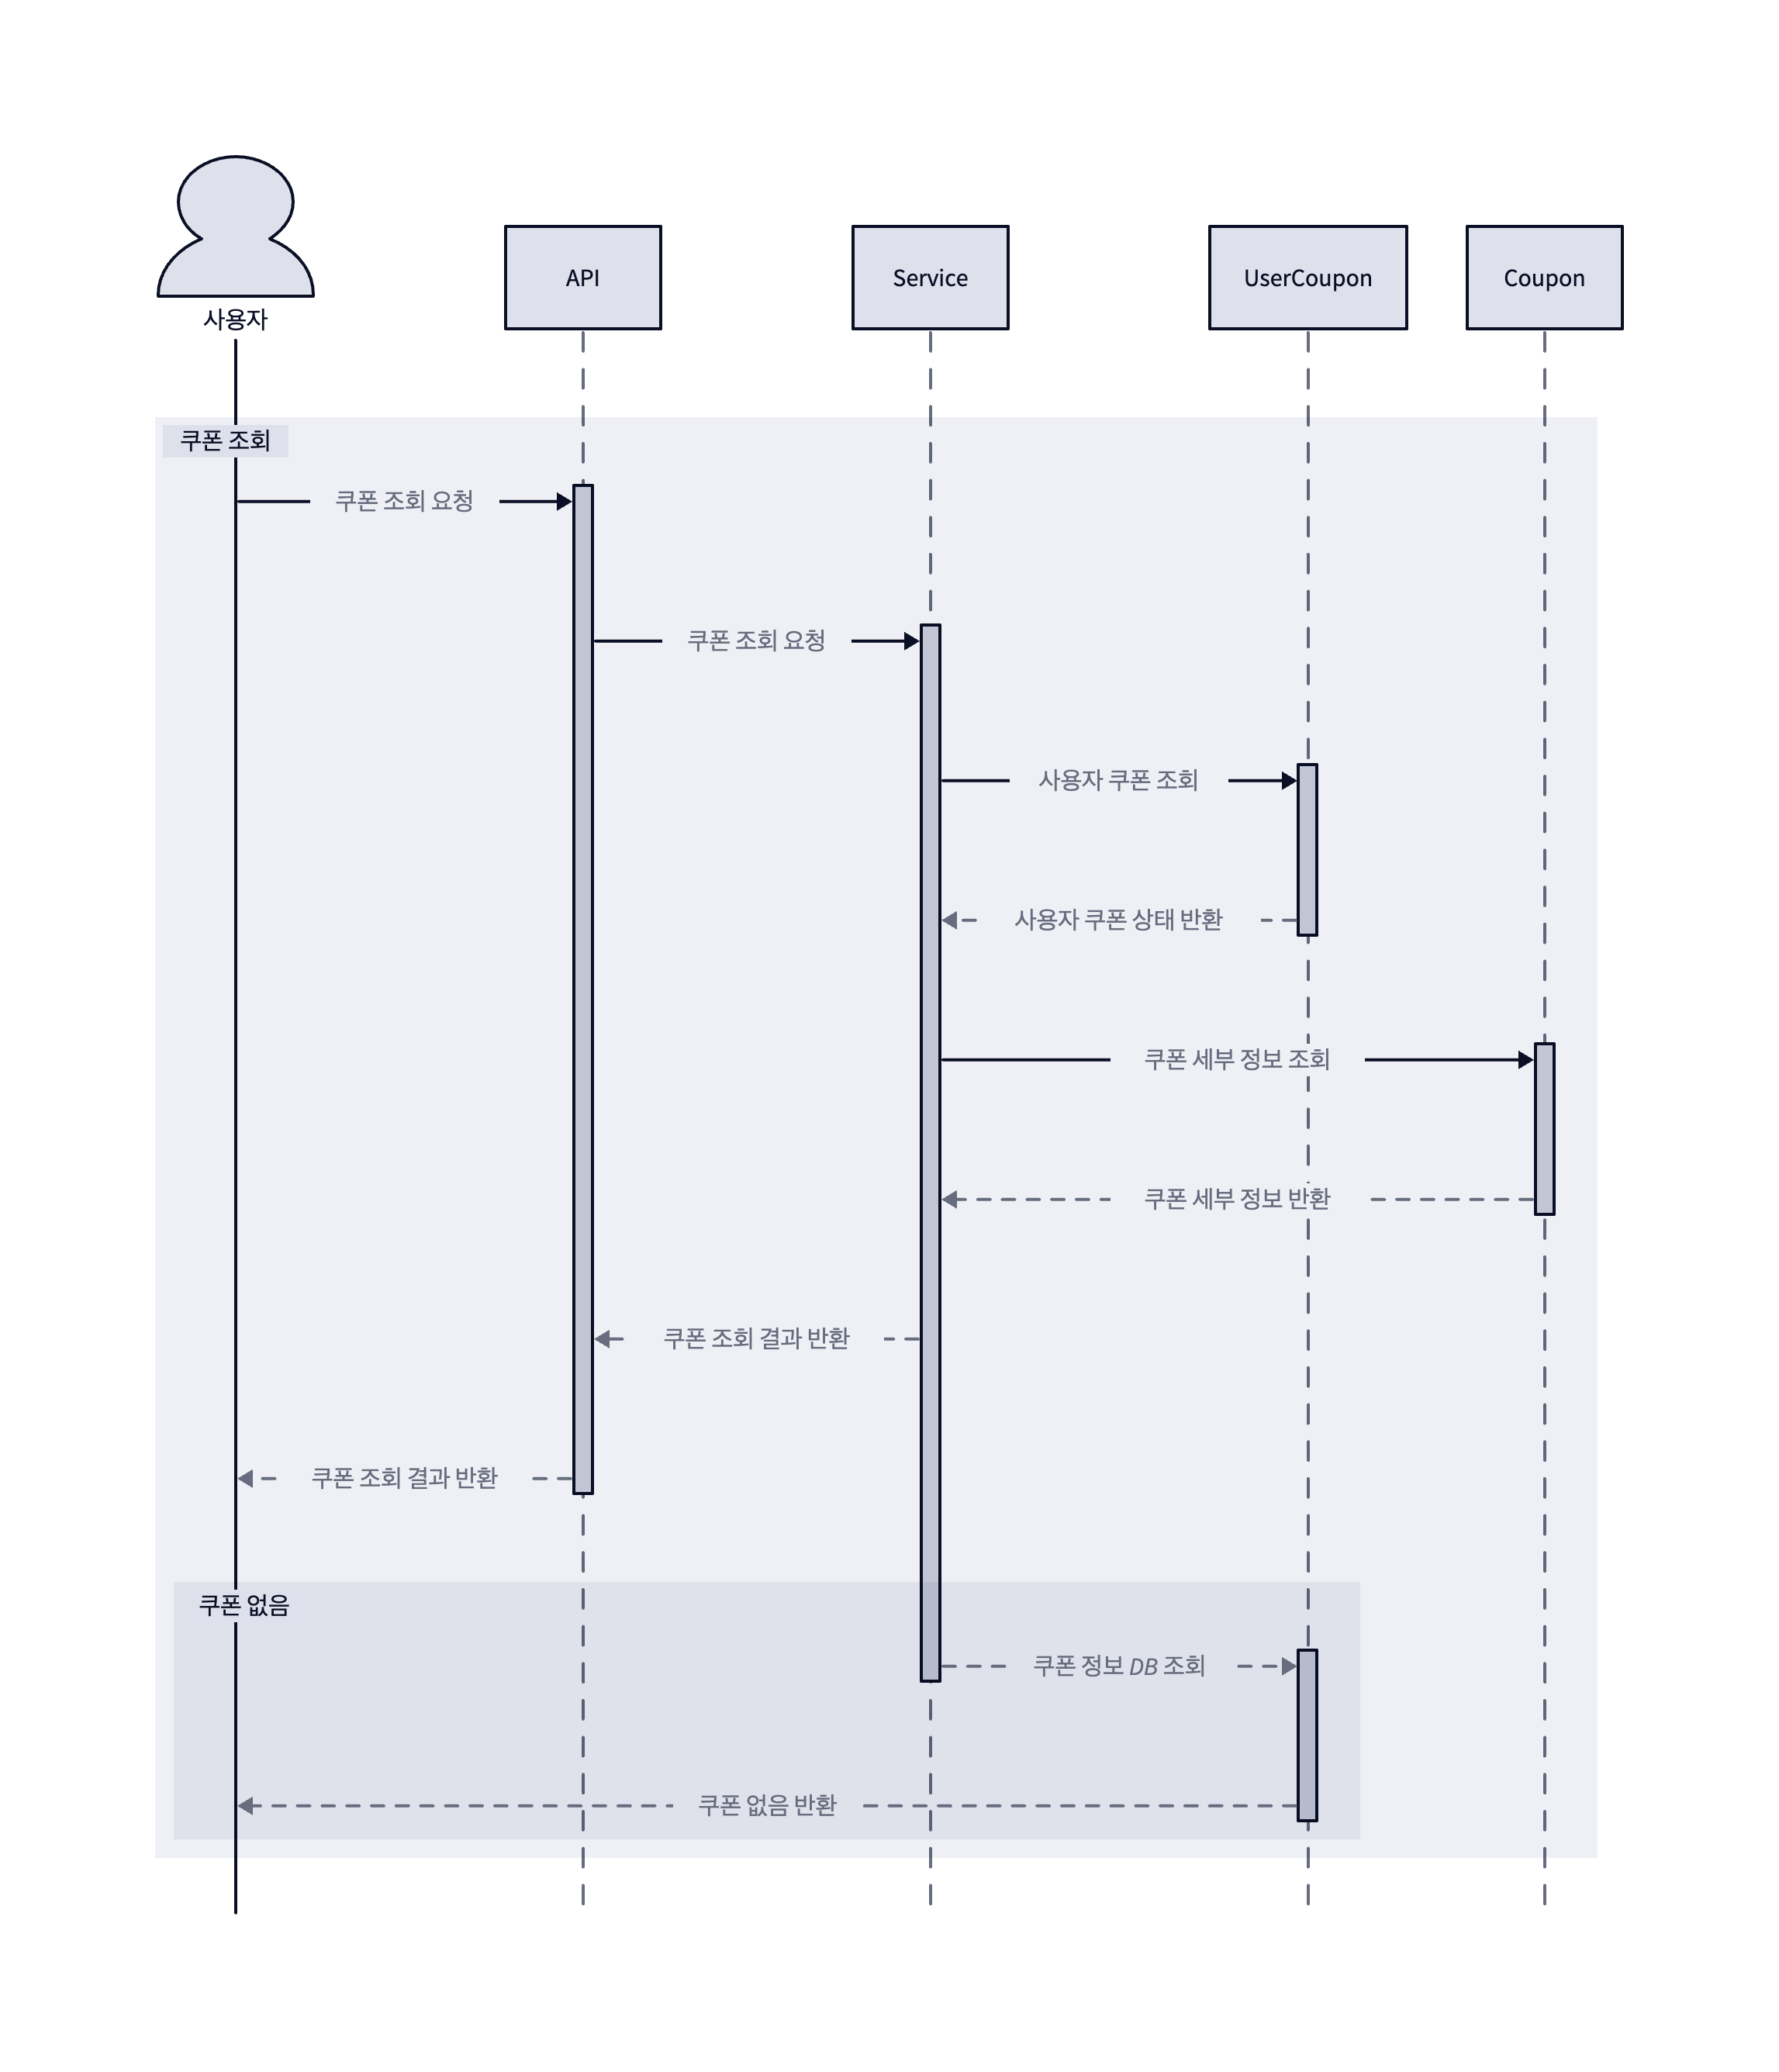 사용자
API
Service
UserCoupon
Coupon
쿠폰 조회
쿠폰 조회 요청
쿠폰 조회 요청
사용자 쿠폰 조회
사용자 쿠폰 상태 반환
쿠폰 세부 정보 조회
쿠폰 세부 정보 반환
쿠폰 조회 결과 반환
쿠폰 조회 결과 반환
쿠폰 없음
쿠폰 정보 DB 조회
쿠폰 없음 반환